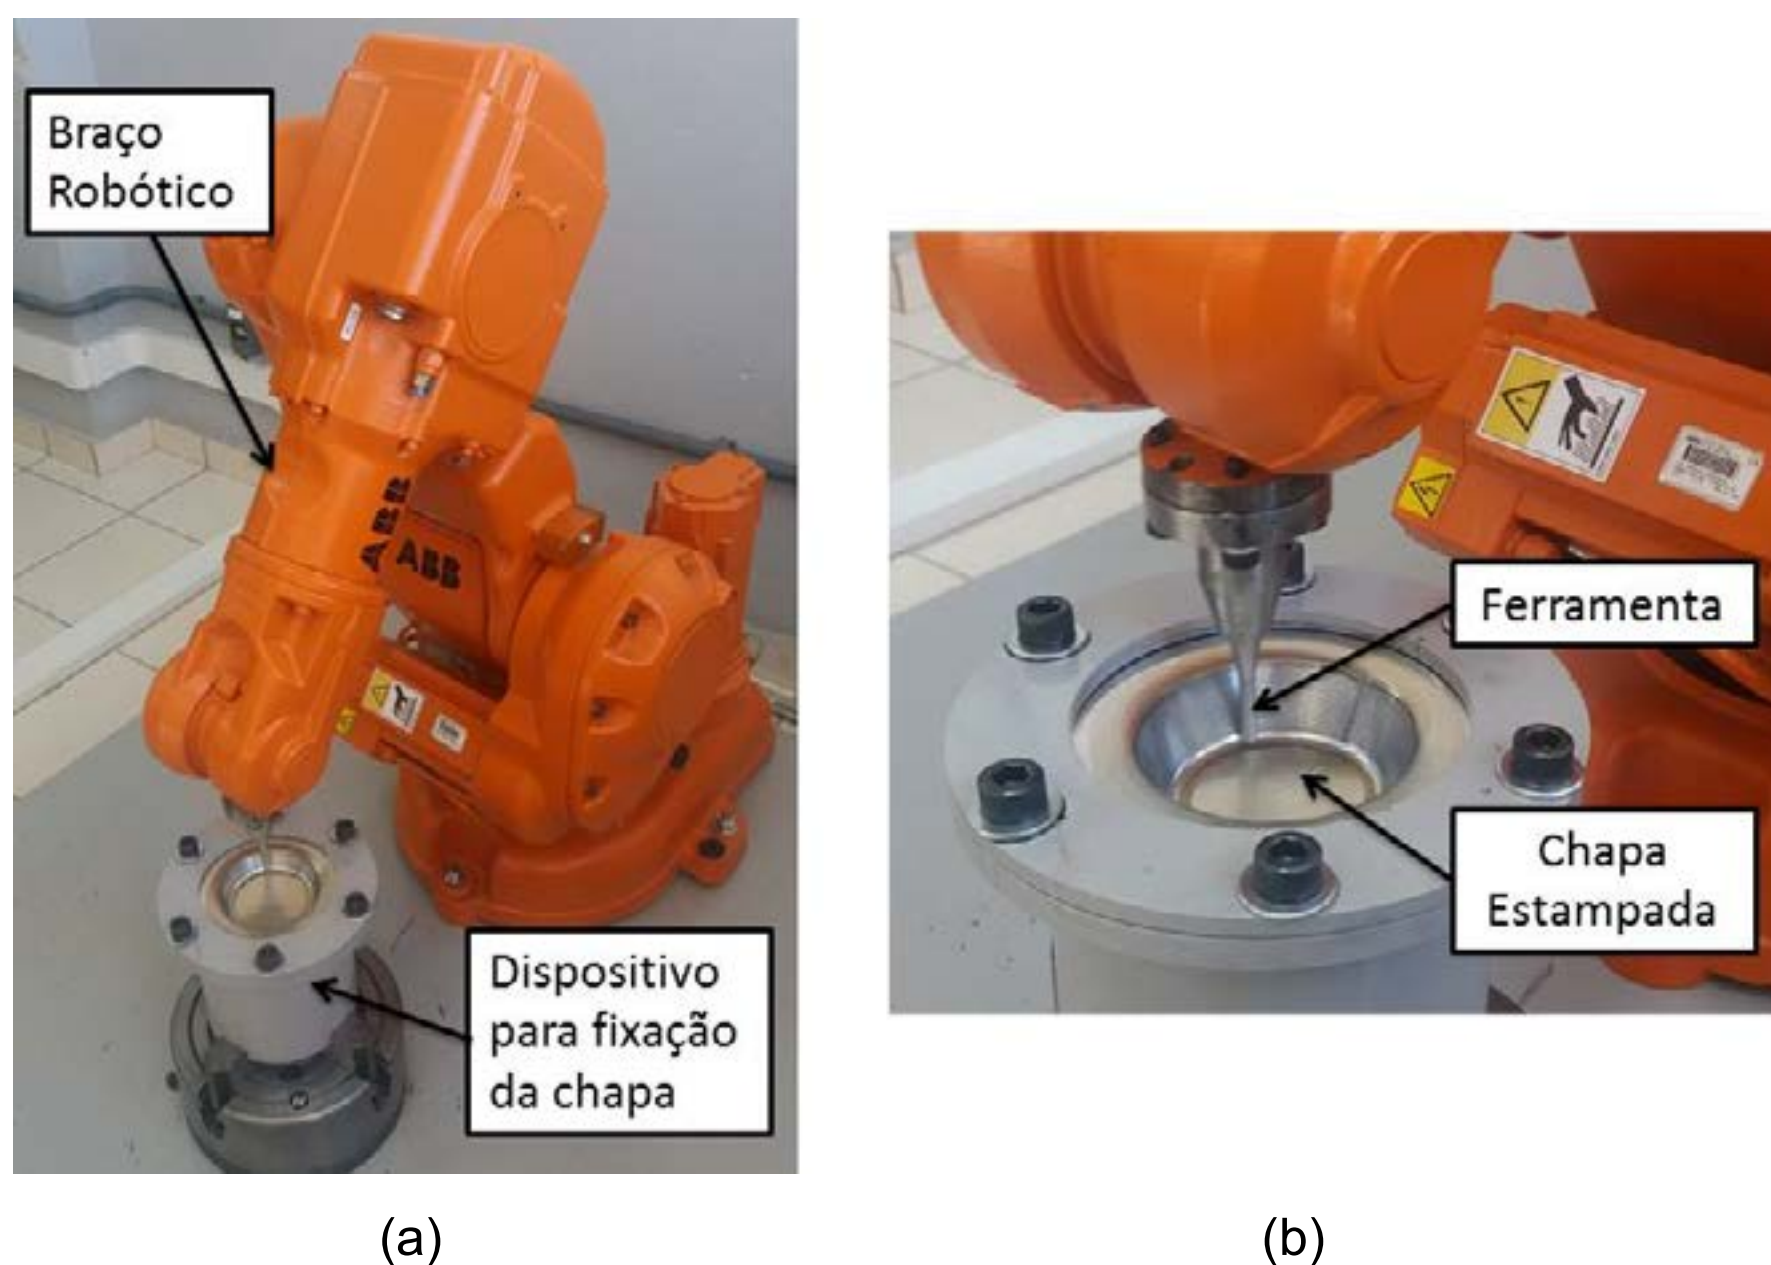 Braço
Robótico
ABB
ABB
Dispositivo
para fixação
da chapa
Ferramenta
Chapa
Estampada
(a)
(b)